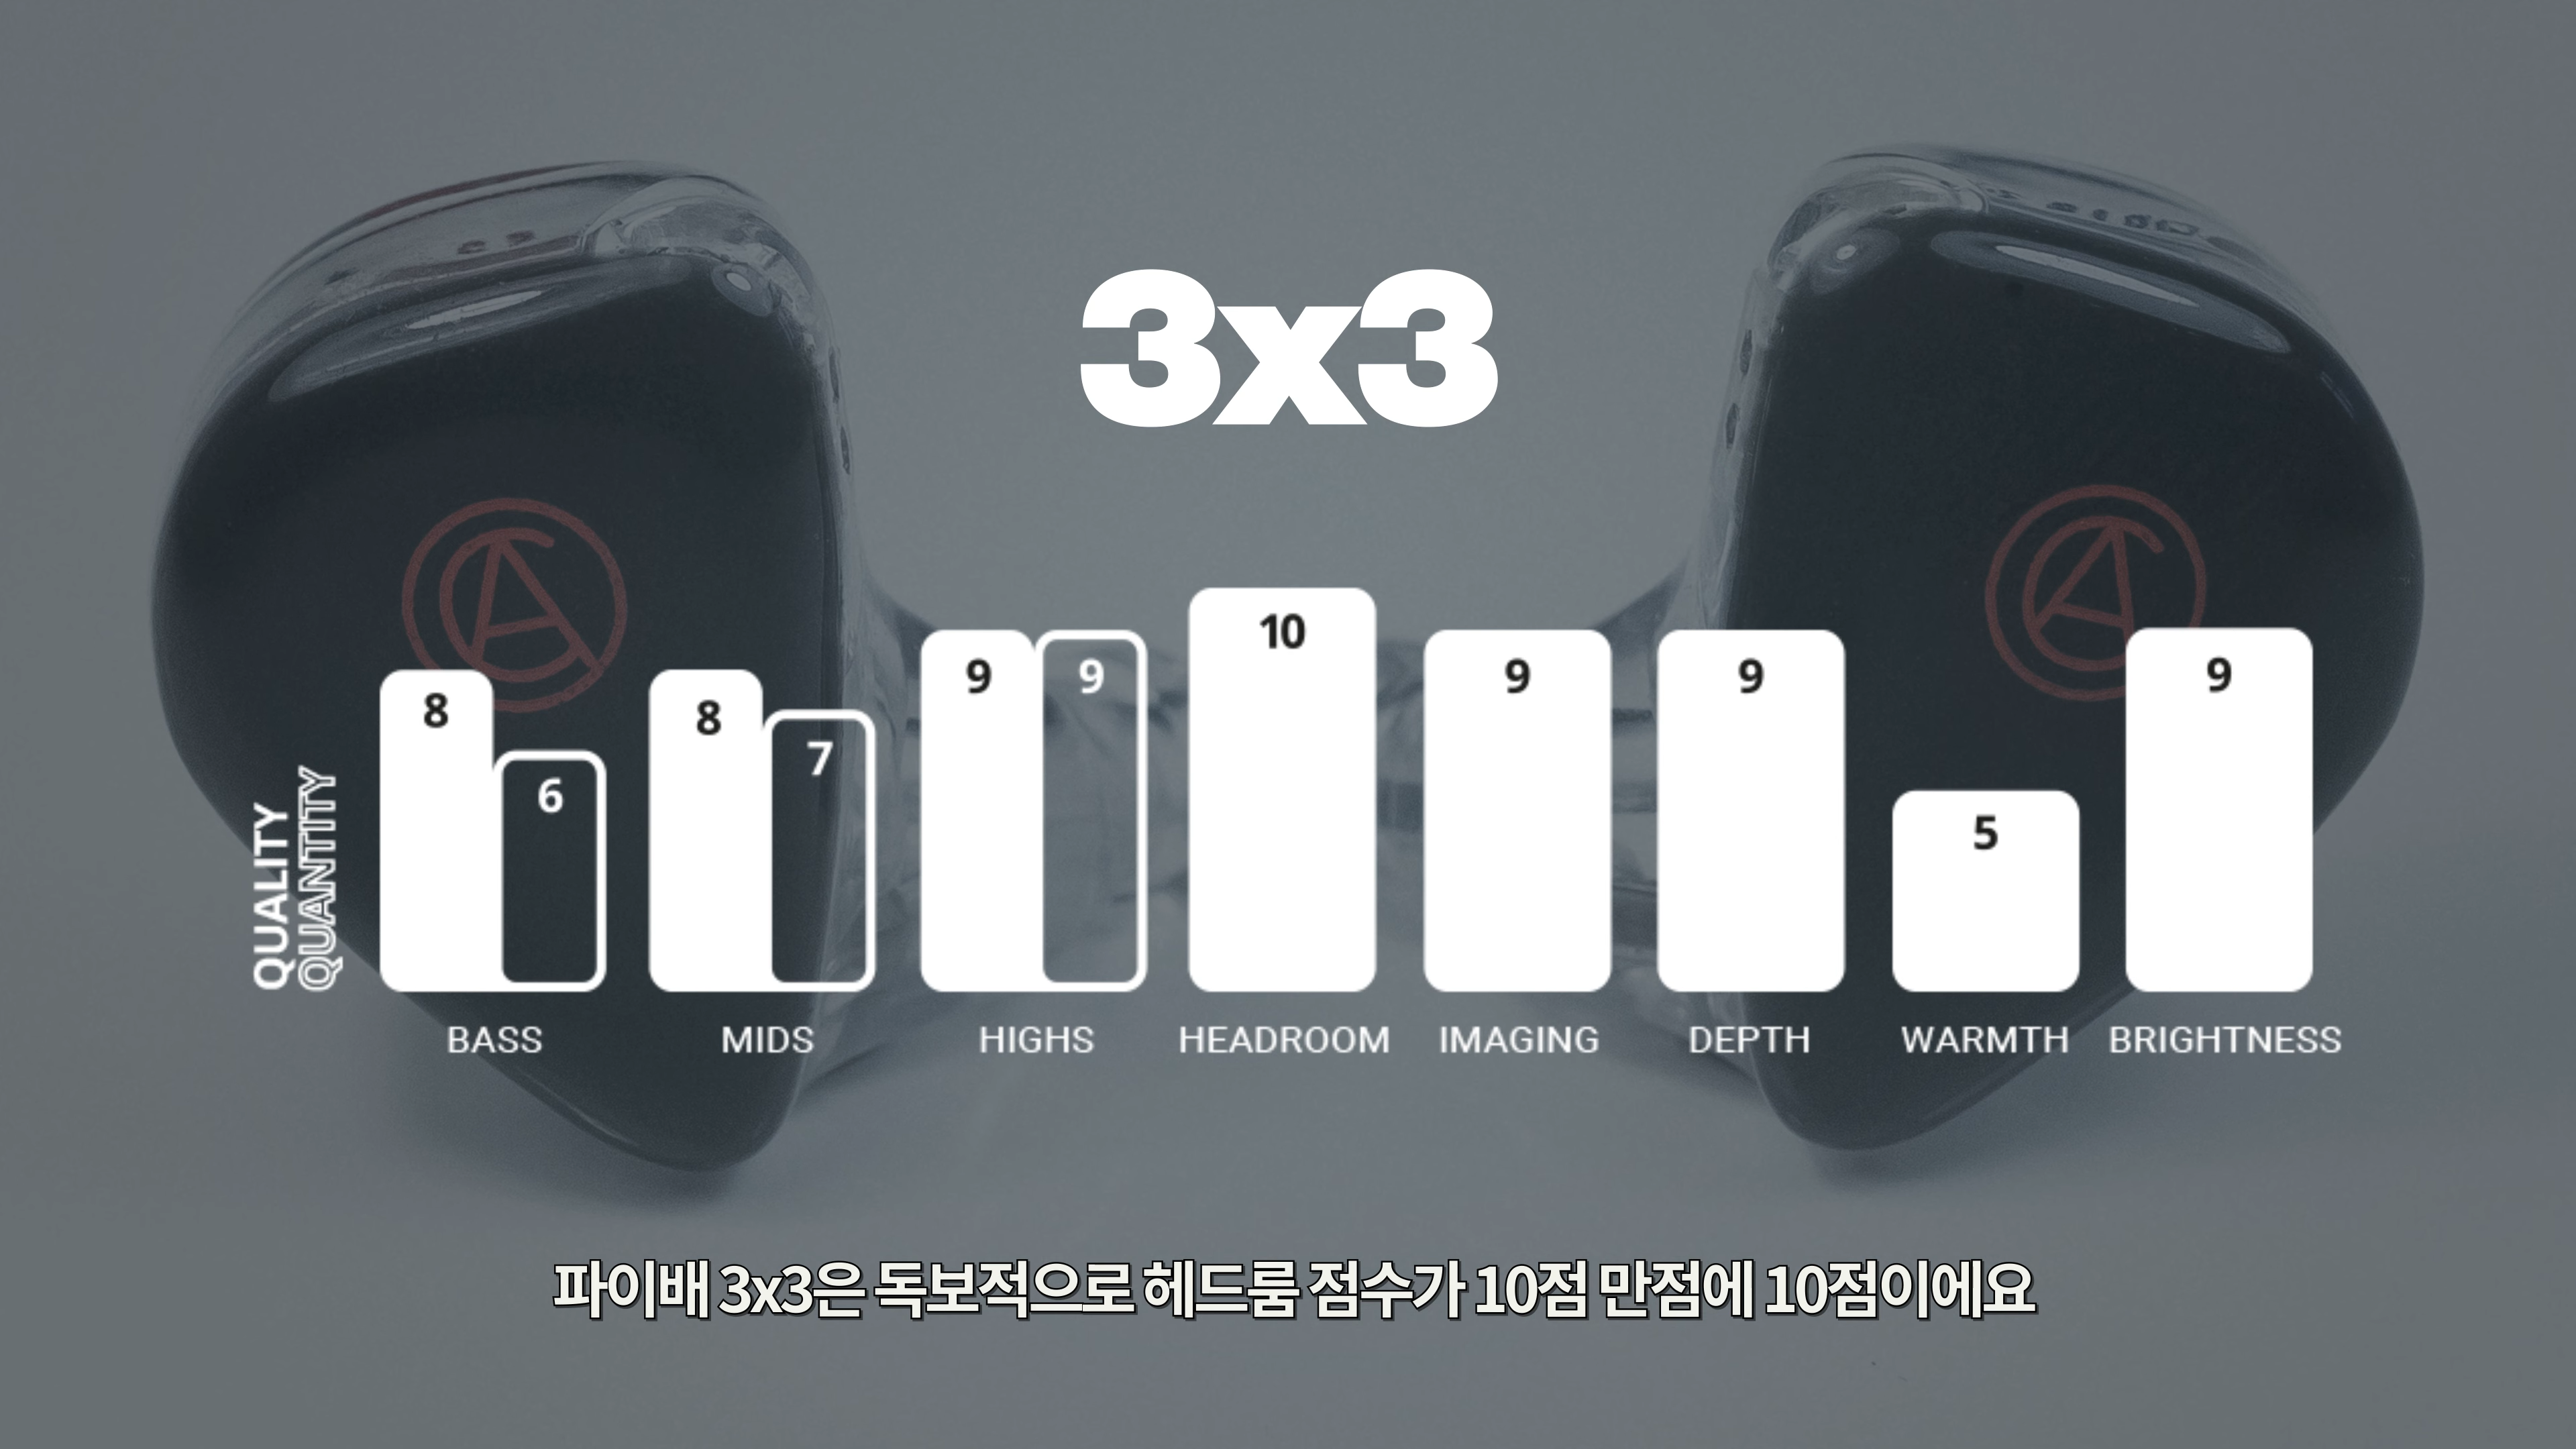 3x3
QUALITY
QUANTITY
8 6 8 7 9 9 10 9 9 5 9
BASS MIDS HIGHS HEADROOM IMAGING DEPTH WARMTH BRIGHTNESS
파이배 3x3은 독보적으로 헤드룸 점수가 10점 만점에 10점이에요